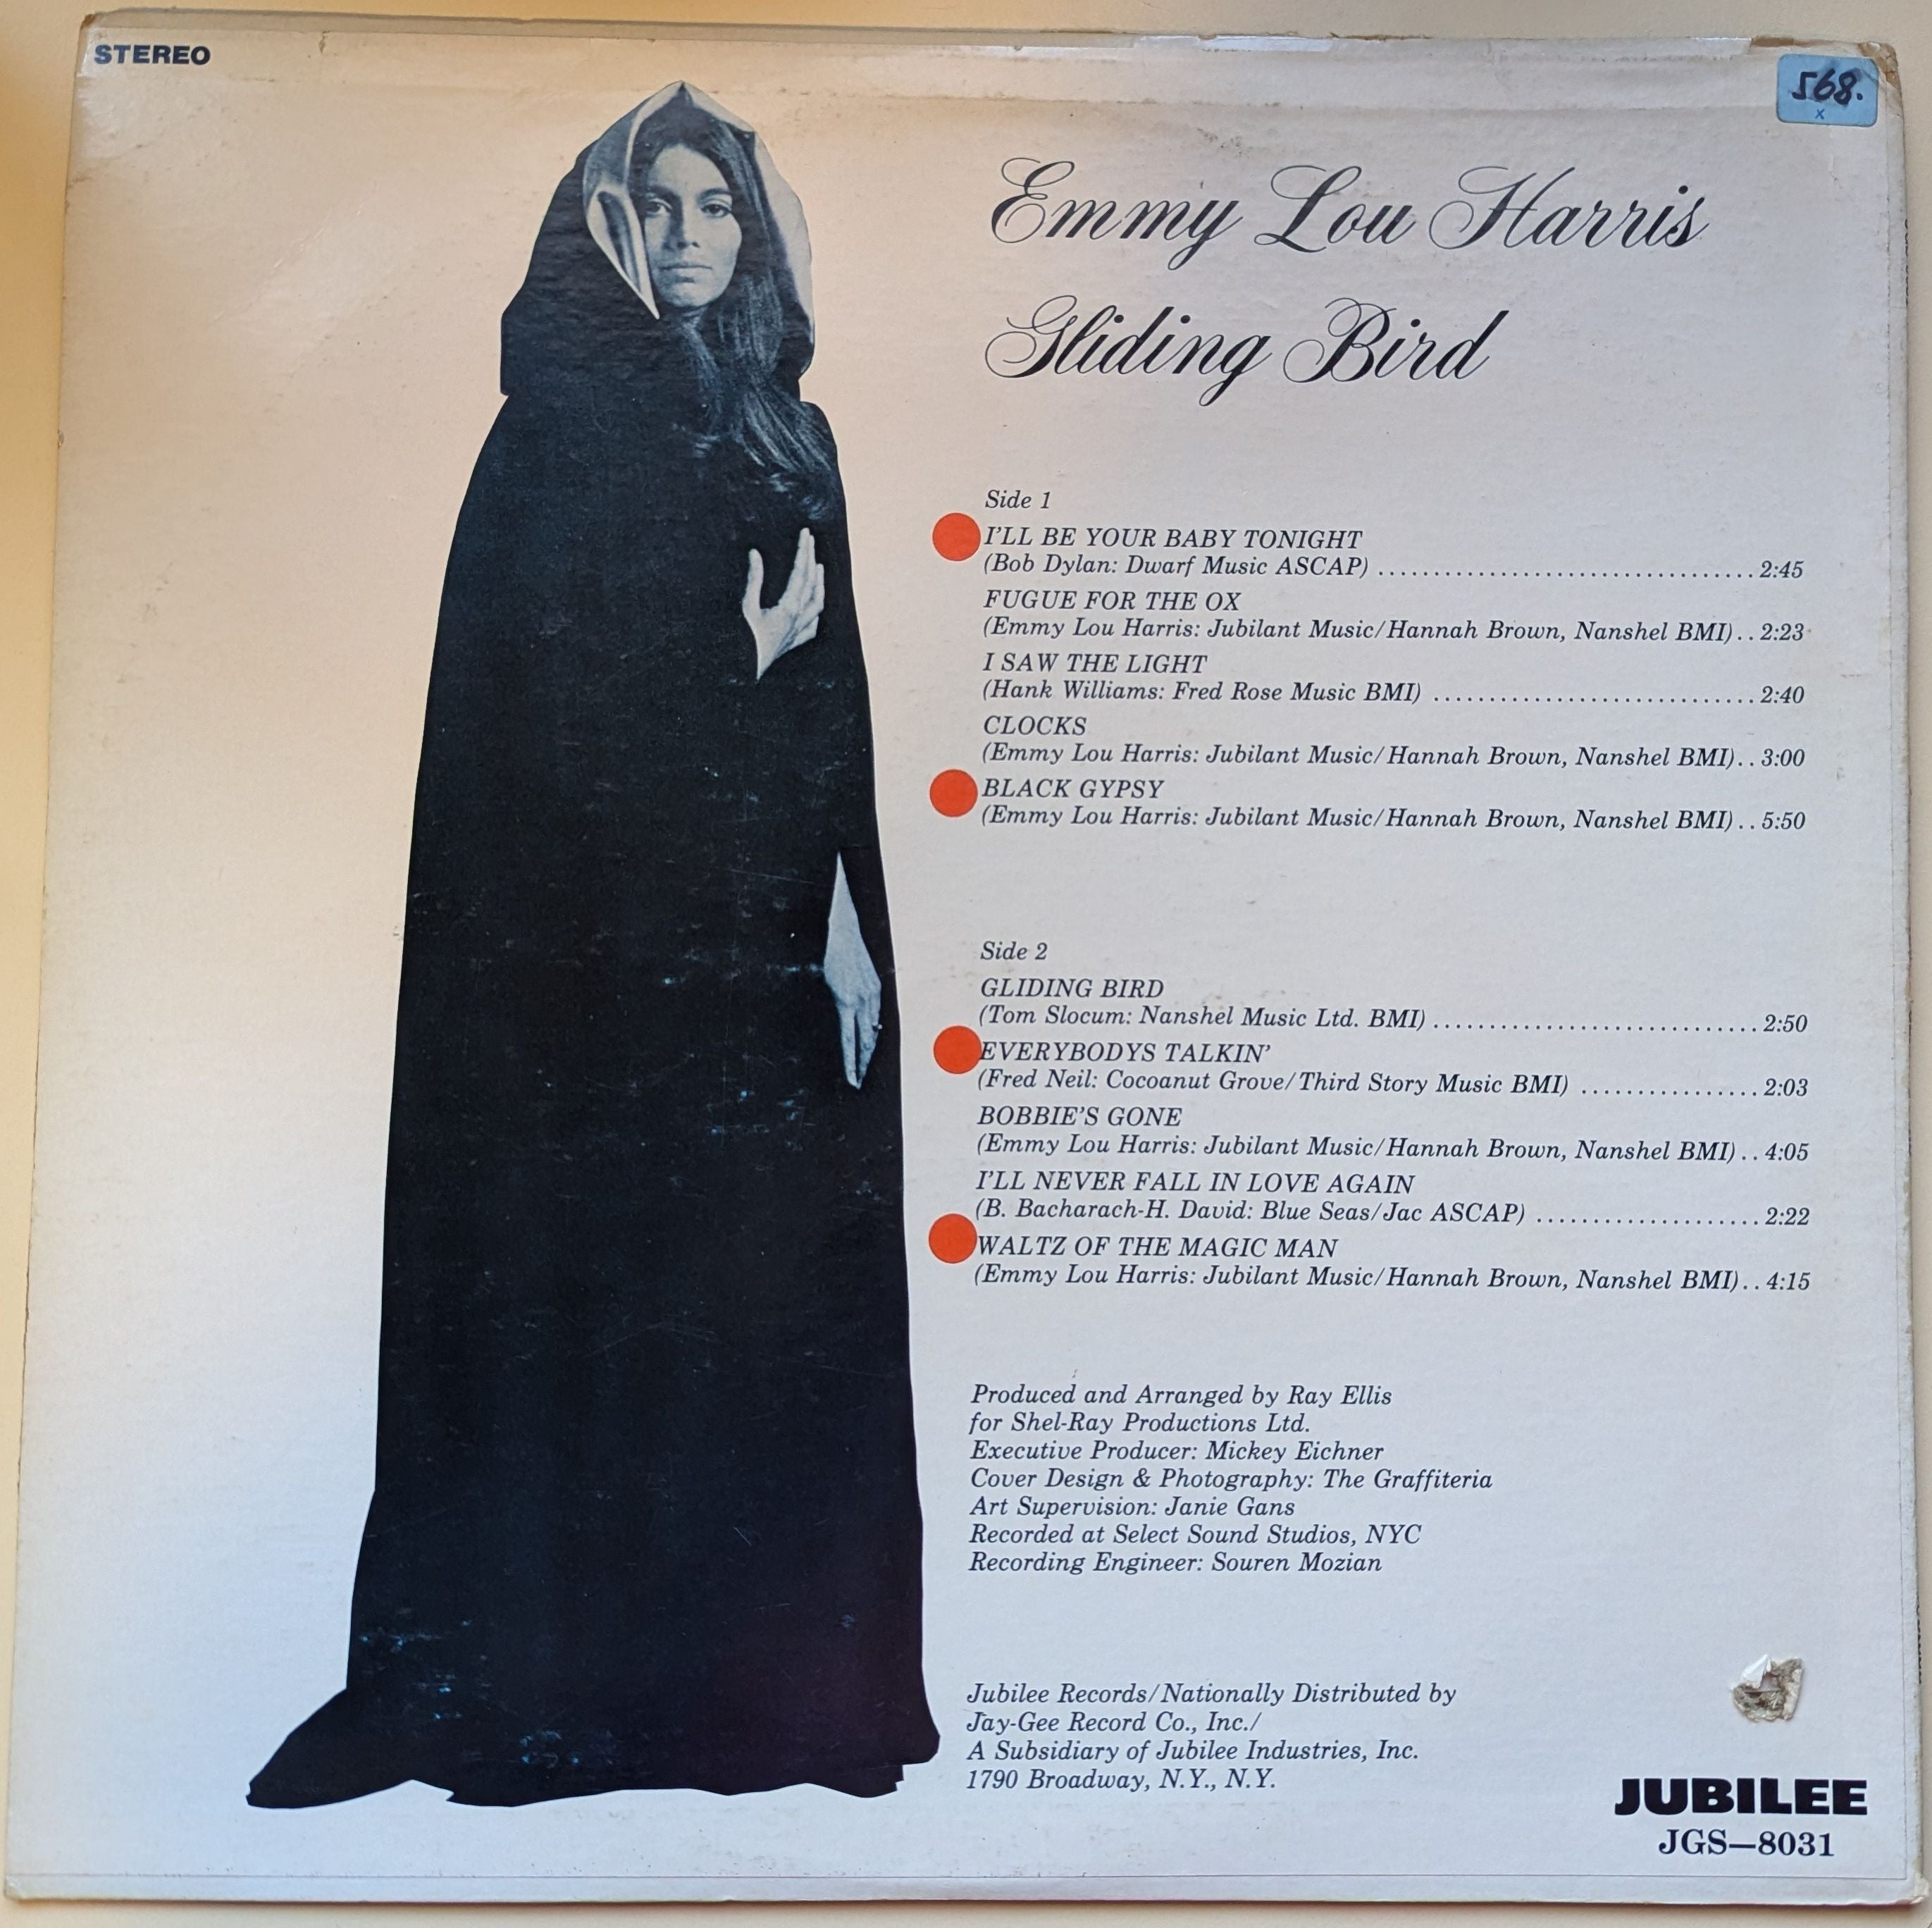 STEREO
568.
x
Emmy Lou Harris
Gliding Bird
Side 1
I'LL BE YOUR BABY TONIGHT
(Bob Dylan: Dwarf Music ASCAP) .................................. 2:45
FUGUE FOR THE OX
(Emmy Lou Harris: Jubilant Music/Hannah Brown, Nanshel BMI) .. 2:23
I SAW THE LIGHT
(Hank Williams: Fred Rose Music BMI) ............................. 2:40
CLOCKS
(Emmy Lou Harris: Jubilant Music/Hannah Brown, Nanshel BMI) .. 3:00
BLACK GYPSY
(Emmy Lou Harris: Jubilant Music/Hannah Brown, Nanshel BMI) .. 5:50
Side 2
GLIDING BIRD
(Tom Slocum: Nanshel Music Ltd. BMI) ............................. 2:50
EVERYBODYS TALKIN'
(Fred Neil: Cocoanut Grove/Third Story Music BMI) ................ 2:03
BOBBIE'S GONE
(Emmy Lou Harris: Jubilant Music/Hannah Brown, Nanshel BMI) .. 4:05
I'LL NEVER FALL IN LOVE AGAIN
(B. Bacharach-H. David: Blue Seas/Jac ASCAP) .................... 2:22
WALTZ OF THE MAGIC MAN
(Emmy Lou Harris: Jubilant Music/Hannah Brown, Nanshel BMI) .. 4:15
Produced and Arranged by Ray Ellis
for Shel-Ray Productions Ltd.
Executive Producer: Mickey Eichner
Cover Design & Photography: The Graffiteria
Art Supervision: Janie Gans
Recorded at Select Sound Studios, NYC
Recording Engineer: Souren Mozian
Jubilee Records/Nationally Distributed by
Jay-Gee Record Co., Inc./
A Subsidiary of Jubilee Industries, Inc.
1790 Broadway, N.Y., N.Y.
JUBILEE
JGS—8031